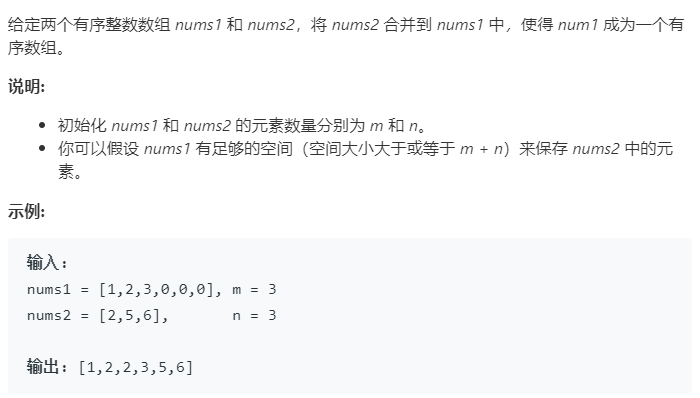 给定两个有序整数数组 nums1 和 nums2，将 nums2 合并到 nums1 中，使得 num1 成为一个有
序数组。
说明:
• 初始化 nums1 和 nums2 的元素数量分别为 m 和 n。
• 你可以假设 nums1 有足够的空间（空间大小大于或等于 m + n）来保存 nums2 中的元
素。
示例:
输入:
nums1 = [1,2,3,0,0,0], m = 3
nums2 = [2,5,6],       n = 3
输出: [1,2,2,3,5,6]